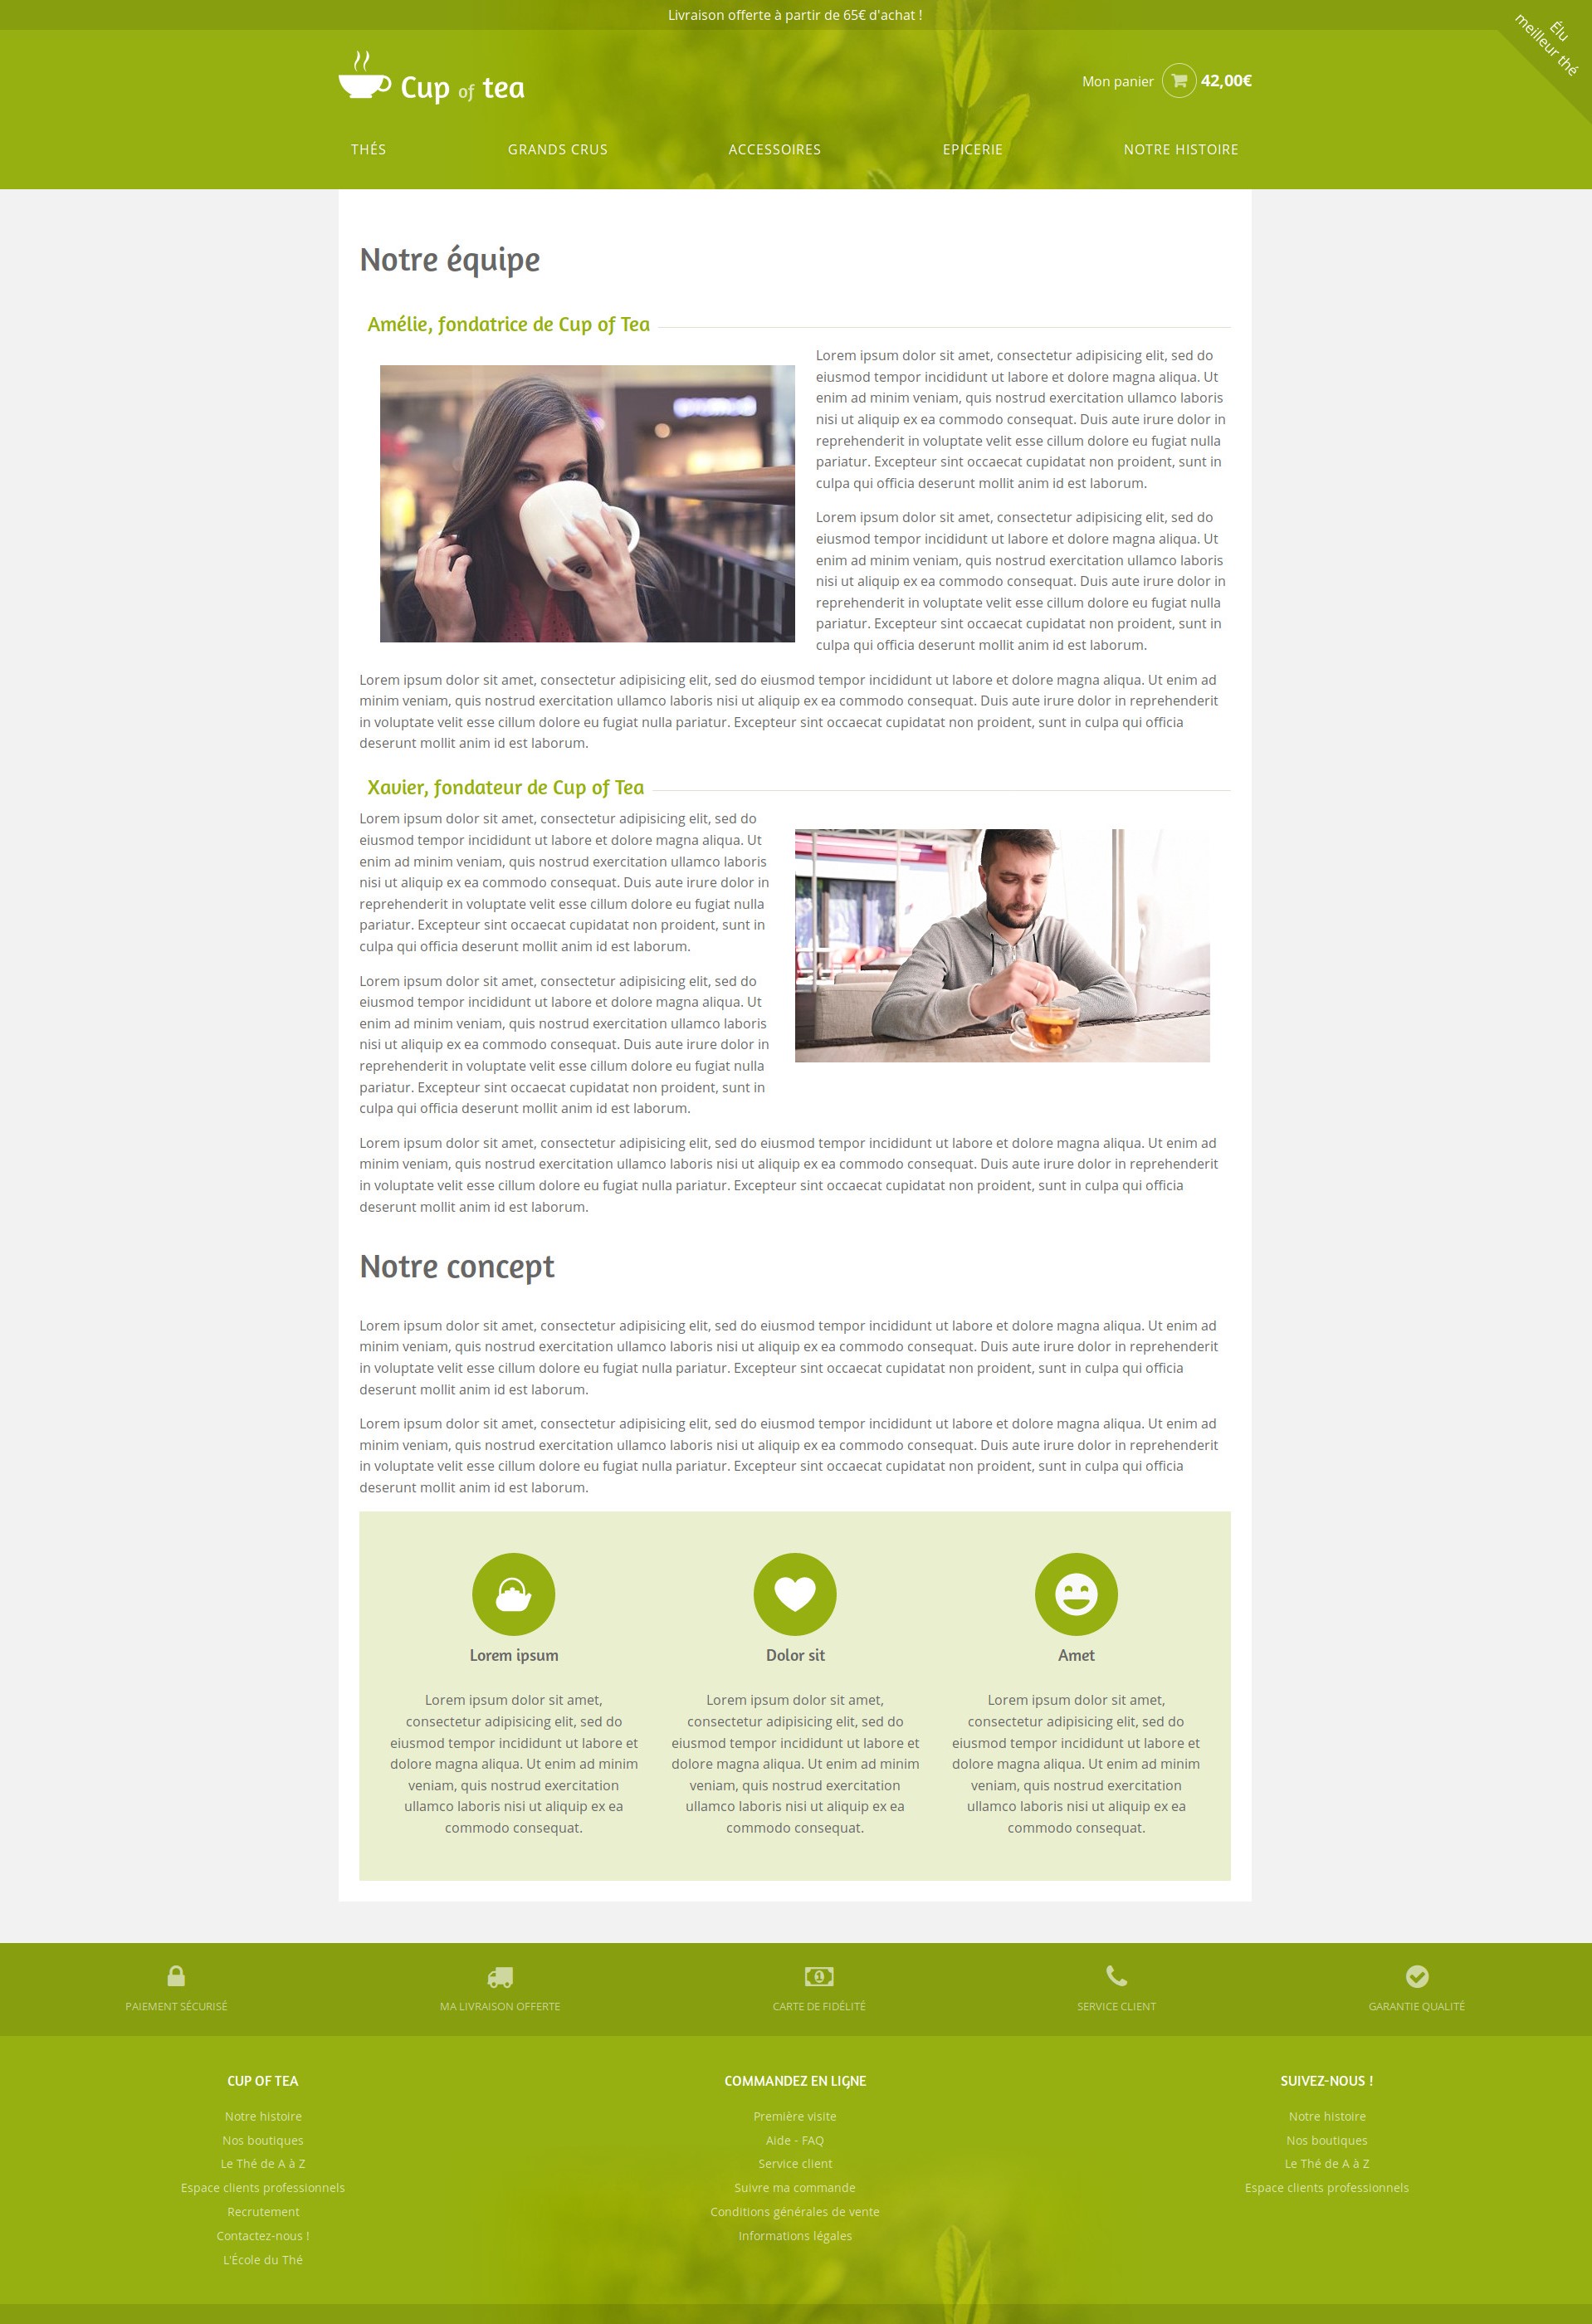 Livraison offerte à partir de 65€ d'achat !
Élu
meilleur thé
Cup of tea
Mon panier 42,00€
THÉS GRANDS CRUS ACCESSOIRES EPICERIE NOTRE HISTOIRE
Notre équipe
Amélie, fondatrice de Cup of Tea
Lorem ipsum dolor sit amet, consectetur adipisicing elit, sed do
eiusmod tempor incididunt ut labore et dolore magna aliqua. Ut
enim ad minim veniam, quis nostrud exercitation ullamco laboris
nisi ut aliquip ex ea commodo consequat. Duis aute irure dolor in
reprehenderit in voluptate velit esse cillum dolore eu fugiat nulla
pariatur. Excepteur sint occaecat cupidatat non proident, sunt in
culpa qui officia deserunt mollit anim id est laborum.
Lorem ipsum dolor sit amet, consectetur adipisicing elit, sed do
eiusmod tempor incididunt ut labore et dolore magna aliqua. Ut
enim ad minim veniam, quis nostrud exercitation ullamco laboris
nisi ut aliquip ex ea commodo consequat. Duis aute irure dolor in
reprehenderit in voluptate velit esse cillum dolore eu fugiat nulla
pariatur. Excepteur sint occaecat cupidatat non proident, sunt in
culpa qui officia deserunt mollit anim id est laborum.
Lorem ipsum dolor sit amet, consectetur adipisicing elit, sed do eiusmod tempor incididunt ut labore et dolore magna aliqua. Ut enim ad
minim veniam, quis nostrud exercitation ullamco laboris nisi ut aliquip ex ea commodo consequat. Duis aute irure dolor in reprehenderit
in voluptate velit esse cillum dolore eu fugiat nulla pariatur. Excepteur sint occaecat cupidatat non proident, sunt in culpa qui officia
deserunt mollit anim id est laborum.
Xavier, fondateur de Cup of Tea
Lorem ipsum dolor sit amet, consectetur adipisicing elit, sed do
eiusmod tempor incididunt ut labore et dolore magna aliqua. Ut
enim ad minim veniam, quis nostrud exercitation ullamco laboris
nisi ut aliquip ex ea commodo consequat. Duis aute irure dolor in
reprehenderit in voluptate velit esse cillum dolore eu fugiat nulla
pariatur. Excepteur sint occaecat cupidatat non proident, sunt in
culpa qui officia deserunt mollit anim id est laborum.
Lorem ipsum dolor sit amet, consectetur adipisicing elit, sed do
eiusmod tempor incididunt ut labore et dolore magna aliqua. Ut
enim ad minim veniam, quis nostrud exercitation ullamco laboris
nisi ut aliquip ex ea commodo consequat. Duis aute irure dolor in
reprehenderit in voluptate velit esse cillum dolore eu fugiat nulla
pariatur. Excepteur sint occaecat cupidatat non proident, sunt in
culpa qui officia deserunt mollit anim id est laborum.
Lorem ipsum dolor sit amet, consectetur adipisicing elit, sed do eiusmod tempor incididunt ut labore et dolore magna aliqua. Ut enim ad
minim veniam, quis nostrud exercitation ullamco laboris nisi ut aliquip ex ea commodo consequat. Duis aute irure dolor in reprehenderit
in voluptate velit esse cillum dolore eu fugiat nulla pariatur. Excepteur sint occaecat cupidatat non proident, sunt in culpa qui officia
deserunt mollit anim id est laborum.
Notre concept
Lorem ipsum dolor sit amet, consectetur adipisicing elit, sed do eiusmod tempor incididunt ut labore et dolore magna aliqua. Ut enim ad
minim veniam, quis nostrud exercitation ullamco laboris nisi ut aliquip ex ea commodo consequat. Duis aute irure dolor in reprehenderit
in voluptate velit esse cillum dolore eu fugiat nulla pariatur. Excepteur sint occaecat cupidatat non proident, sunt in culpa qui officia
deserunt mollit anim id est laborum.
Lorem ipsum dolor sit amet, consectetur adipisicing elit, sed do eiusmod tempor incididunt ut labore et dolore magna aliqua. Ut enim ad
minim veniam, quis nostrud exercitation ullamco laboris nisi ut aliquip ex ea commodo consequat. Duis aute irure dolor in reprehenderit
in voluptate velit esse cillum dolore eu fugiat nulla pariatur. Excepteur sint occaecat cupidatat non proident, sunt in culpa qui officia
deserunt mollit anim id est laborum.
Lorem ipsum
Lorem ipsum dolor sit amet,
consectetur adipisicing elit, sed do
eiusmod tempor incididunt ut labore et
dolore magna aliqua. Ut enim ad minim
veniam, quis nostrud exercitation
ullamco laboris nisi ut aliquip ex ea
commodo consequat.
Dolor sit
Lorem ipsum dolor sit amet,
consectetur adipisicing elit, sed do
eiusmod tempor incididunt ut labore et
dolore magna aliqua. Ut enim ad minim
veniam, quis nostrud exercitation
ullamco laboris nisi ut aliquip ex ea
commodo consequat.
Amet
Lorem ipsum dolor sit amet,
consectetur adipisicing elit, sed do
eiusmod tempor incididunt ut labore et
dolore magna aliqua. Ut enim ad minim
veniam, quis nostrud exercitation
ullamco laboris nisi ut aliquip ex ea
commodo consequat.
PAIEMENT SÉCURISÉ
MA LIVRAISON OFFERTE
1
CARTE DE FIDÉLITÉ
SERVICE CLIENT
GARANTIE QUALITÉ
CUP OF TEA
Notre histoire
Nos boutiques
Le Thé de A à Z
Espace clients professionnels
Recrutement
Contactez-nous !
L'École du Thé
COMMANDEZ EN LIGNE
Première visite
Aide - FAQ
Service client
Suivre ma commande
Conditions générales de vente
Informations légales
SUIVEZ-NOUS !
Notre histoire
Nos boutiques
Le Thé de A à Z
Espace clients professionnels